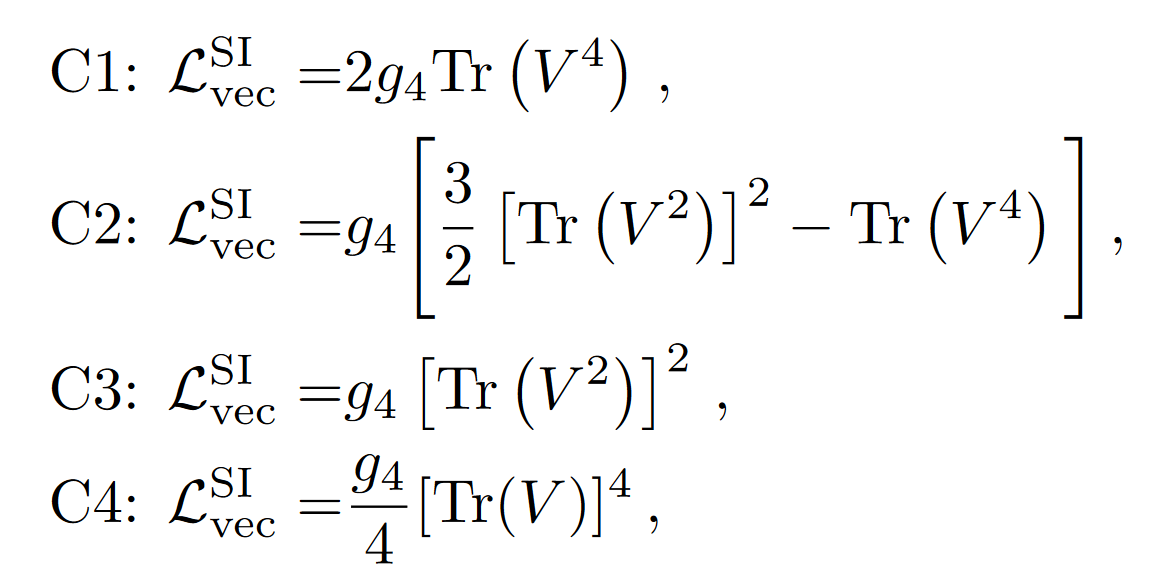 C1: $\mathcal{L}_{\text{vec}}^{\text{SI}} = 2g_4 \text{Tr}\left(V^4\right)$ ,
C2: $\mathcal{L}_{\text{vec}}^{\text{SI}} = g_4 \left[ \frac{3}{2} \left[\text{Tr}\left(V^2\right)\right]^2 - \text{Tr}\left(V^4\right) \right]$ ,
C3: $\mathcal{L}_{\text{vec}}^{\text{SI}} = g_4 \left[\text{Tr}\left(V^2\right)\right]^2$ ,
C4: $\mathcal{L}_{\text{vec}}^{\text{SI}} = \frac{g_4}{4} [\text{Tr}(V)]^4$ ,